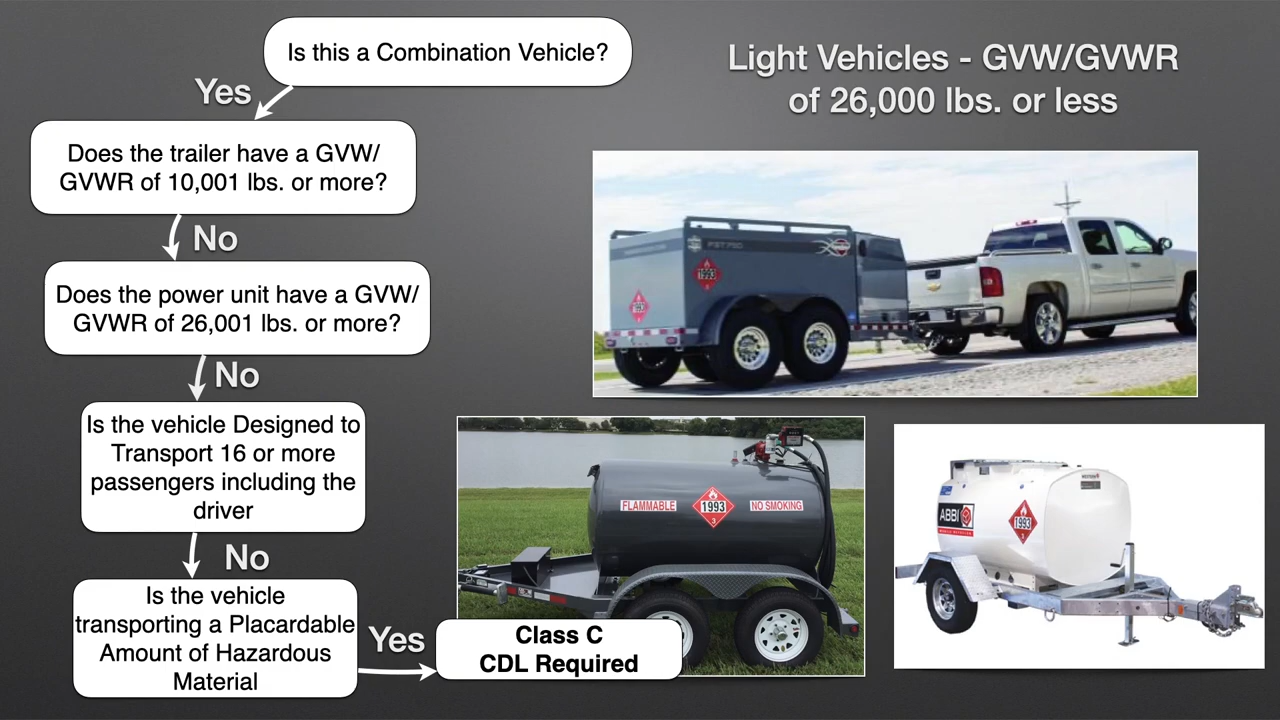 Is this a Combination Vehicle?
Light Vehicles - GVW/GVWR
of 26,000 lbs. or less
Yes
Does the trailer have a GVW/
GVWR of 10,001 lbs. or more?
No
Does the power unit have a GVW/
GVWR of 26,001 lbs. or more?
No
Is the vehicle Designed to
Transport 16 or more
passengers including the
driver
No
Is the vehicle
transporting a Placardable
Amount of Hazardous
Material
Yes
Class C
CDL Required
1993
1993
FLAMMABLE
1993
3
NO SMOKING
ABBI
1993